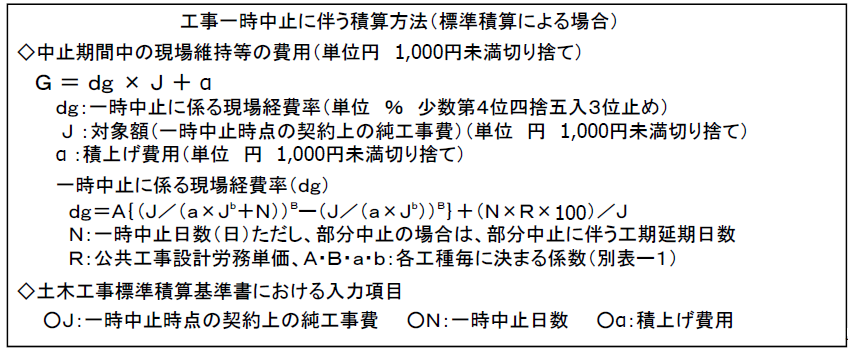 工事一時中止に伴う積算方法（標準積算による場合）
◇中止期間中の現場維持等の費用（単位円　1,000円未満切り捨て）
Ｇ ＝ dg × Ｊ ＋ α
dg：一時中止に係る現場経費率（単位　％　少数第４位四捨五入３位止め）
Ｊ ：対象額（一時中止時点の契約上の純工事費）（単位　円　1,000円未満切り捨て）
α ：積上げ費用（単位　円　1,000円未満切り捨て）
一時中止に係る現場経費率（dg）
dg＝A{（J／（a×Jᵇ＋N））ᴮ－（J／（a×Jᵇ））ᴮ}＋（N×R×100）／J
N：一時中止日数（日）ただし、部分中止の場合は、部分中止に伴う工期延期日数
R：公共工事設計労務単価、A・B・a・b：各工種毎に決まる係数（別表－1）
◇土木工事標準積算基準書における入力項目
○J：一時中止時点の契約上の純工事費　○N：一時中止日数　○α：積上げ費用